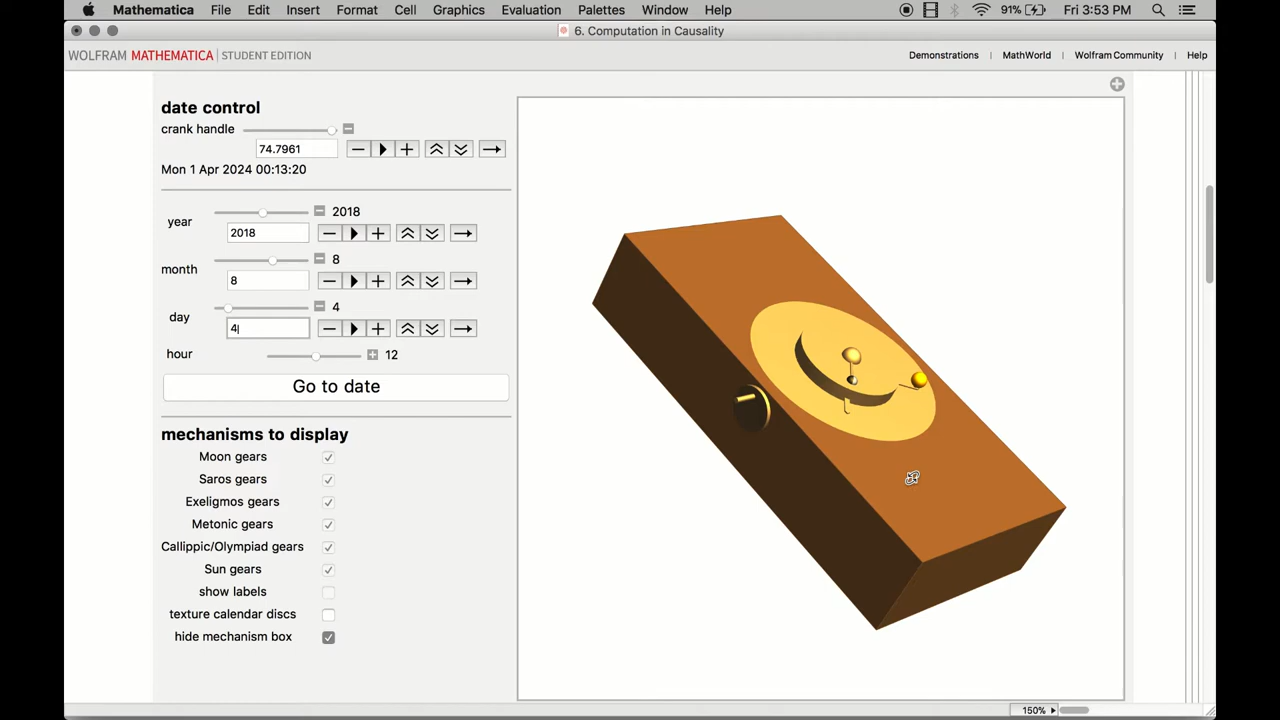 Mathematica File Edit Insert Format Cell Graphics Evaluation Palettes Window Help 91% Fri 3:53 PM
6. Computation in Causality
WOLFRAM MATHEMATICA | STUDENT EDITION Demonstrations | MathWorld | Wolfram Community | Help
date control
crank handle
74.7961
Mon 1 Apr 2024 00:13:20
year 2018
2018
month 8
8
day 4
4
hour 12
Go to date
mechanisms to display
Moon gears
Saros gears
Exeligmos gears
Metonic gears
Callippic/Olympiad gears
Sun gears
show labels
texture calendar discs
hide mechanism box
150%